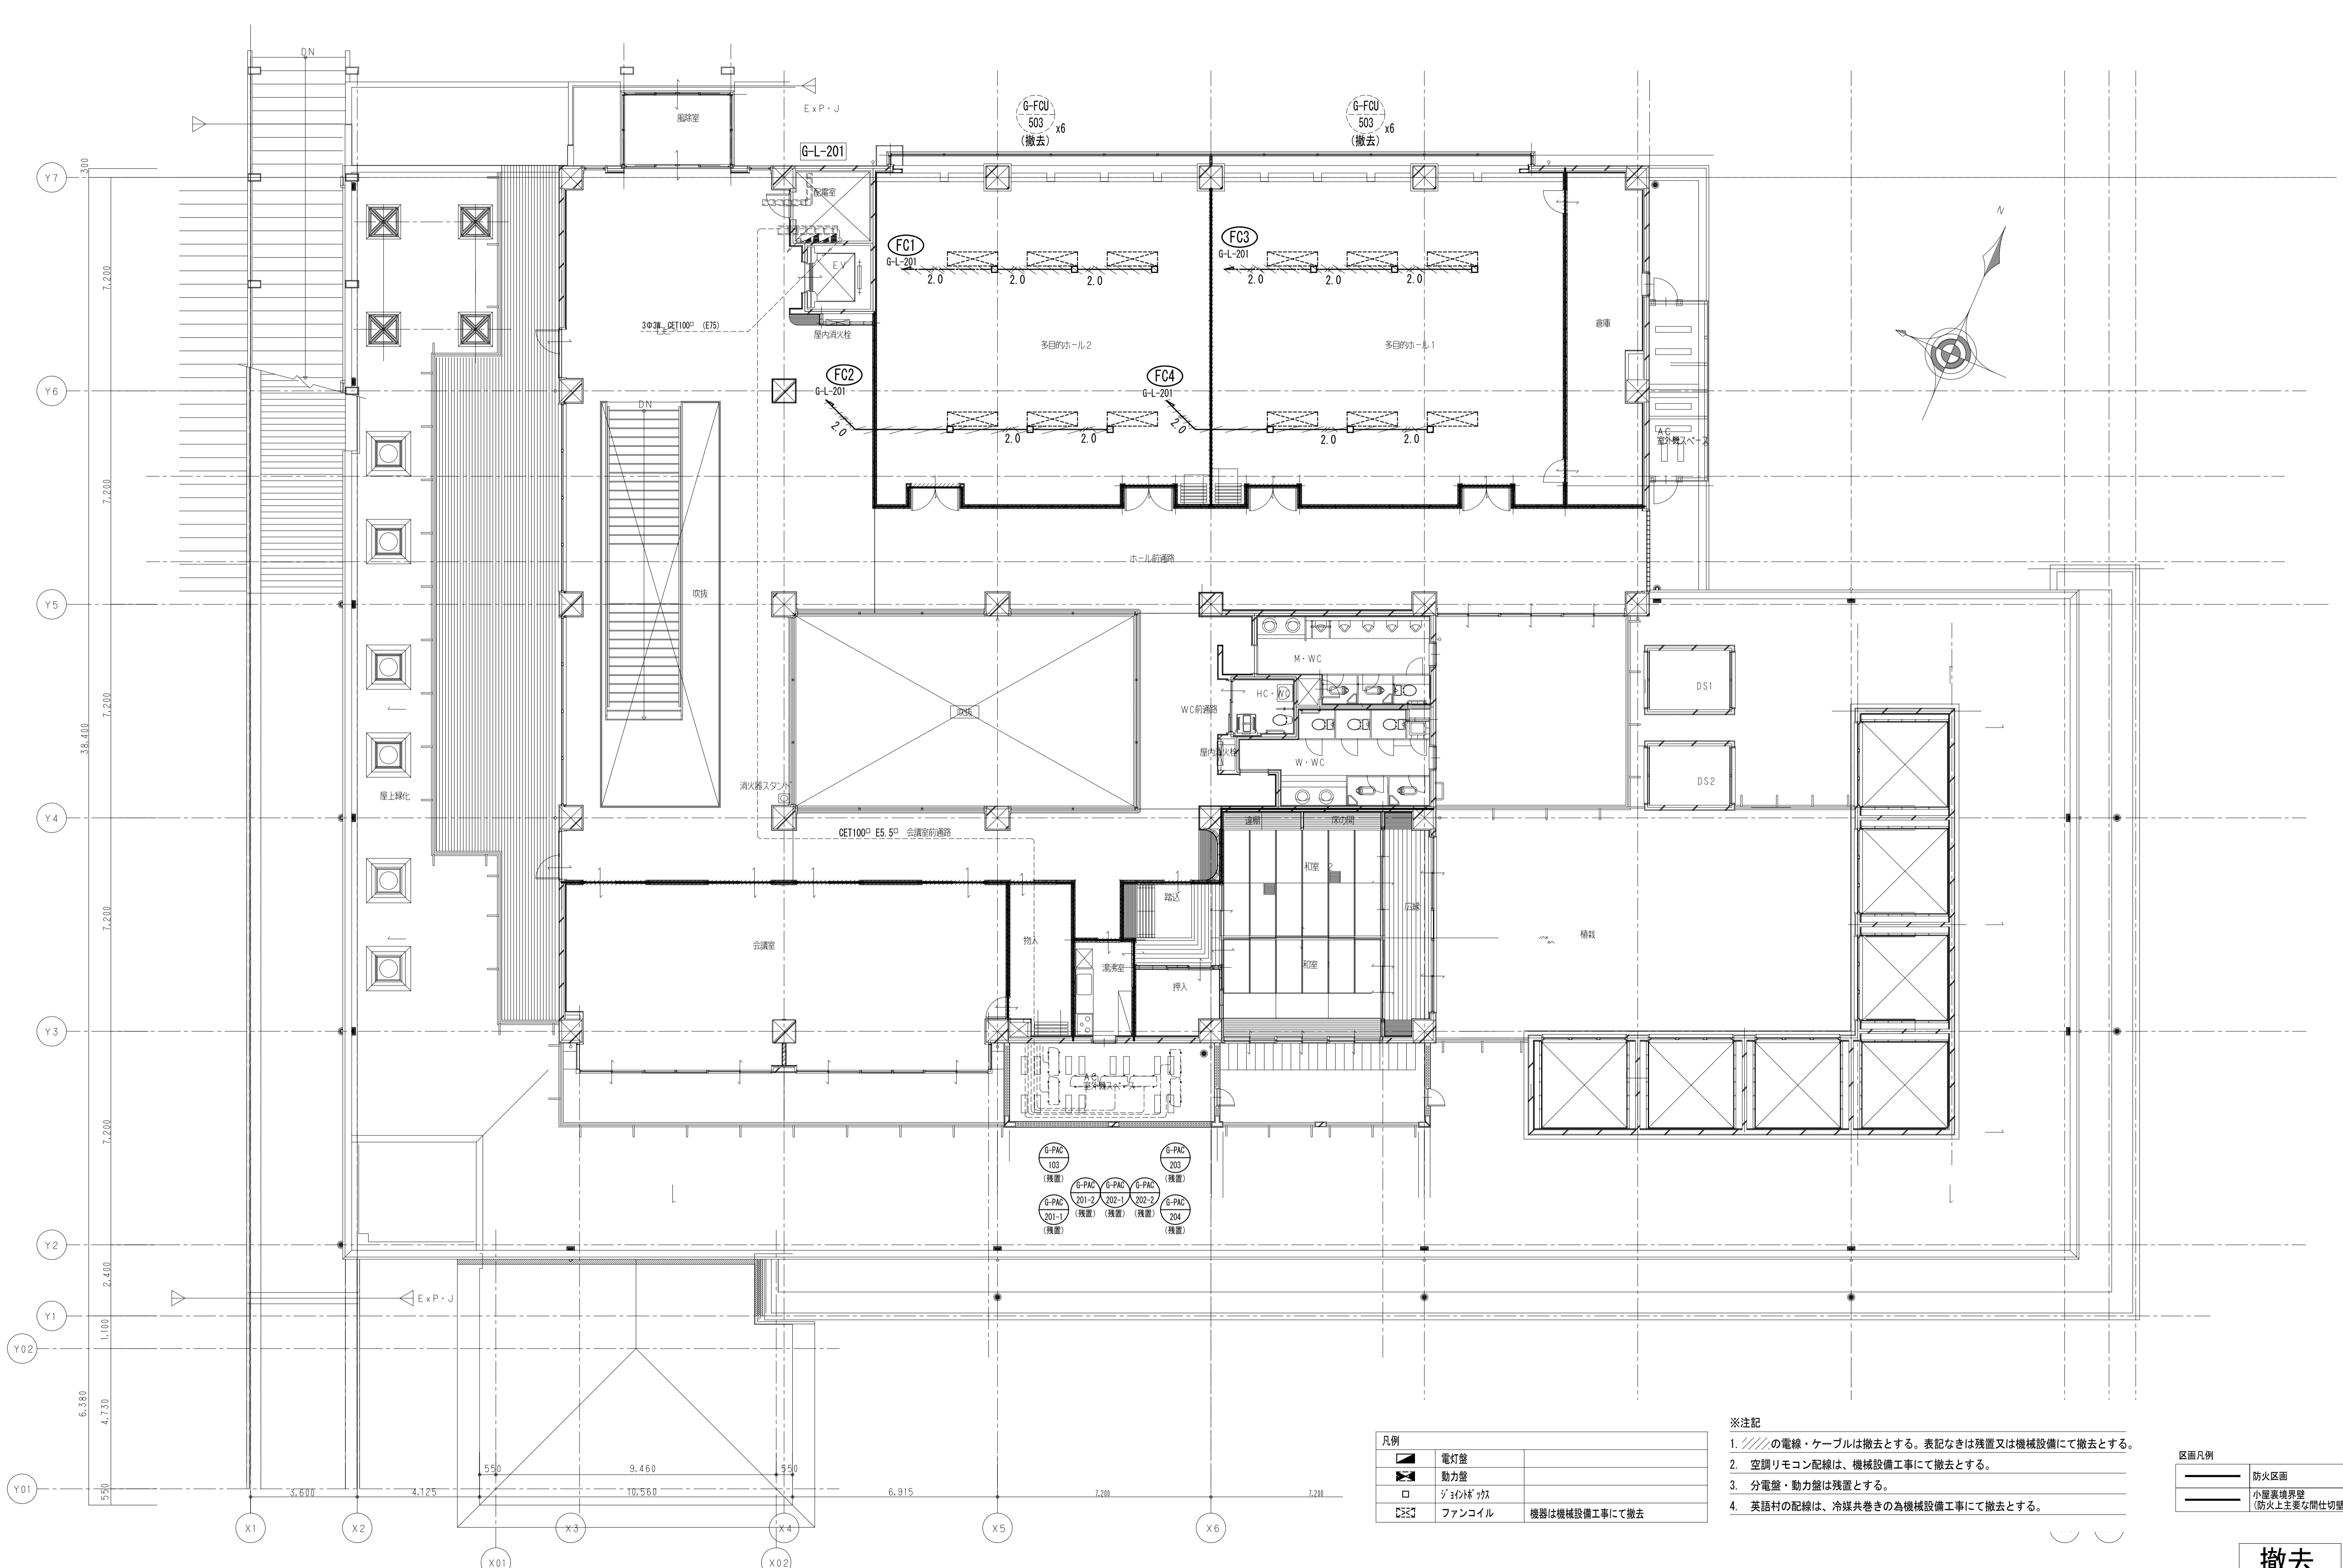 DN
ExP・J
風除室
G-FCU
503
(撤去)
x6
G-FCU
503
(撤去)
x6
G-L-201
300
Y7
配電室
N
FC1
G-L-201
2.0
2.0
2.0
FC3
G-L-201
2.0
2.0
2.0
EV
7,200
3Φ3W CET100□ (E75)
屋内消火栓
多目的ホール2
多目的ホール1
倉庫
FC2
G-L-201
2.0
2.0
2.0
FC4
G-L-201
2.0
2.0
2.0
Y6
DN
AC
室外機スペース
7,200
ホール前通路
吹抜
Y5
M・WC
DS1
HC・WC
WC前通路
吹抜
7,200
38,400
屋内消火栓
W・WC
DS2
消火器スタンド
屋上緑化
Y4
CET100□ E5.5□ 会議室前通路
違棚
床の間
和室
踏込
広縁
7,200
会議室
物入
植栽
湯沸室
和室
押入
Y3
AC
室外機スペース
7,200
G-PAC
103
(残置)
G-PAC
203
(残置)
G-PAC
201-2
(残置)
G-PAC
202-1
(残置)
G-PAC
202-2
(残置)
G-PAC
201-1
(残置)
G-PAC
204
(残置)
Y2
2,400
ExP・J
Y1
1,100
Y02
6,380
4,730
550
Y01
550
9,460
550
3,600
4,125
10,560
6,915
7,200
7,200
X1
X2
X3
X4
X5
X6
X01
X02
凡例
電灯盤
動力盤
ジョイントボックス
ファンコイル
機器は機械設備工事にて撤去
※注記
1. /////の電線・ケーブルは撤去とする。表記なきは残置又は機械設備にて撤去とする。
2. 空調リモコン配線は、機械設備工事にて撤去とする。
3. 分電盤・動力盤は残置とする。
4. 英語村の配線は、冷媒共巻きの為機械設備工事にて撤去とする。
区画凡例
防火区画
小屋裏境界壁
(防火上主要な間仕切壁
撤去